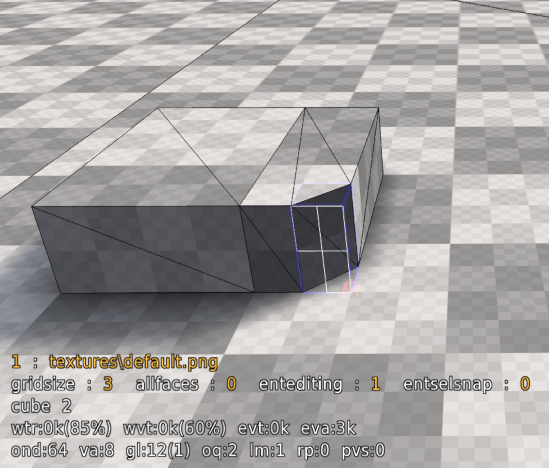 1 : textures\default.png
gridsize : 3 allfaces : 0 entediting : 1 entselsnap : 0
cube 2
wtr:0k(85%) wvt:0k(60%) evt:0k eva:3k
ond:64 va:8 gl:12(1) oq:2 lm:1 rp:0 pvs:0